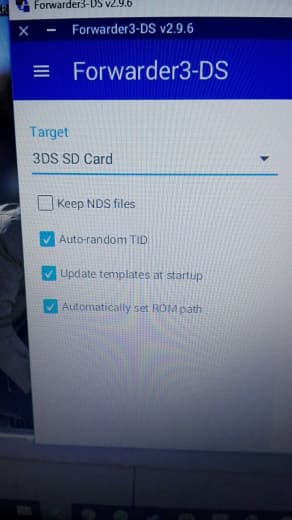 Forwarder3-DS v2.9.6
Forwarder3-DS v2.9.6
Forwarder3-DS
Target
3DS SD Card
Keep NDS files
Auto-random TID
Update templates at startup
Automatically set ROM path